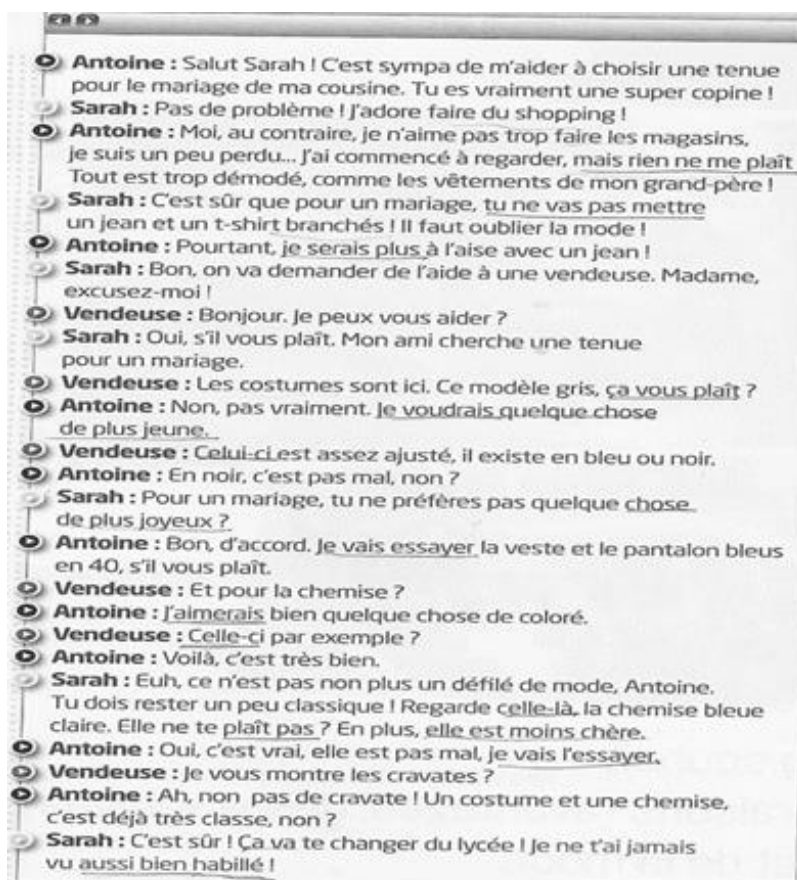 Antoine : Salut Sarah ! C'est sympa de m'aider à choisir une tenue
pour le mariage de ma cousine. Tu es vraiment une super copine !
Sarah : Pas de problème ! J'adore faire du shopping !
Antoine : Moi, au contraire, je n'aime pas trop faire les magasins,
je suis un peu perdu... J'ai commencé à regarder, mais rien ne me plaît
Tout est trop démodé, comme les vêtements de mon grand-père !
Sarah : C'est sûr que pour un mariage, tu ne vas pas mettre
un jean et un t-shirt branchés ! Il faut oublier la mode !
Antoine : Pourtant, je serais plus à l'aise avec un jean !
Sarah : Bon, on va demander de l'aide à une vendeuse. Madame,
excusez-moi !
Vendeuse : Bonjour. Je peux vous aider ?
Sarah : Oui, s'il vous plaît. Mon ami cherche une tenue
pour un mariage.
Vendeuse : Les costumes sont ici. Ce modèle gris, ça vous plaît ?
Antoine : Non, pas vraiment. Je voudrais quelque chose
de plus jeune.
Vendeuse : Celui-ci est assez ajusté, il existe en bleu ou noir.
Antoine : En noir, c'est pas mal, non ?
Sarah : Pour un mariage, tu ne préfères pas quelque chose
de plus joyeux ?
Antoine : Bon, d'accord. Je vais essayer la veste et le pantalon bleus
en 40, s'il vous plaît.
Vendeuse : Et pour la chemise ?
Antoine : J'aimerais bien quelque chose de coloré.
Vendeuse : Celle-ci par exemple ?
Antoine : Voilà, c'est très bien.
Sarah : Euh, ce n'est pas non plus un défilé de mode, Antoine.
Tu dois rester un peu classique ! Regarde celle-là, la chemise bleue
claire. Elle ne te plaît pas ? En plus, elle est moins chère.
Antoine : Oui, c'est vrai, elle est pas mal, je vais l'essayer.
Vendeuse : Je vous montre les cravates ?
Antoine : Ah, non pas de cravate ! Un costume et une chemise,
c'est déjà très classe, non ?
Sarah : C'est sûr ! Ça va te changer du lycée ! Je ne t'ai jamais
vu aussi bien habillé !